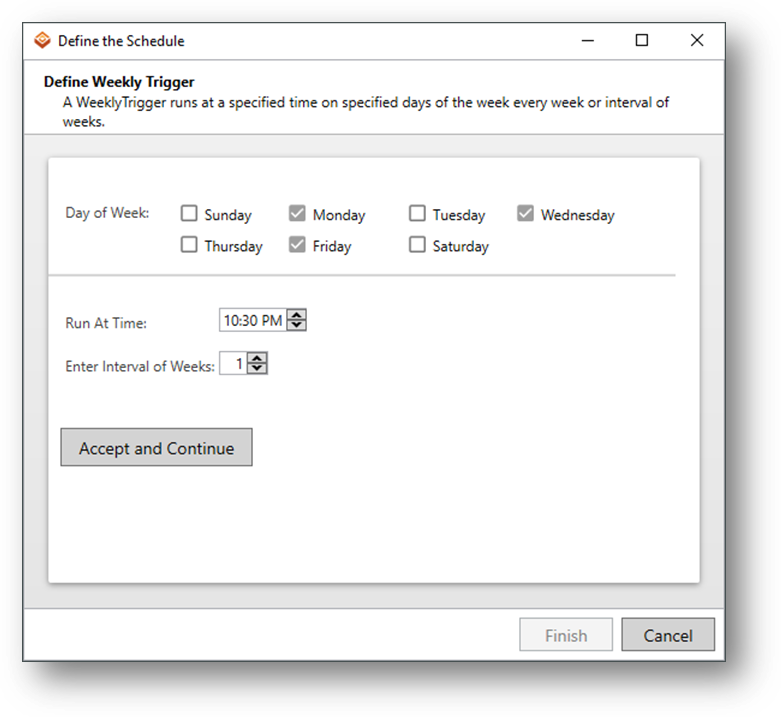 Define the Schedule
Define Weekly Trigger
A WeeklyTrigger runs at a specified time on specified days of the week every week or interval of
weeks.
Day of Week: Sunday Monday Tuesday Wednesday
Thursday Friday Saturday
Run At Time: 10:30 PM
Enter Interval of Weeks: 1
Accept and Continue
Finish Cancel